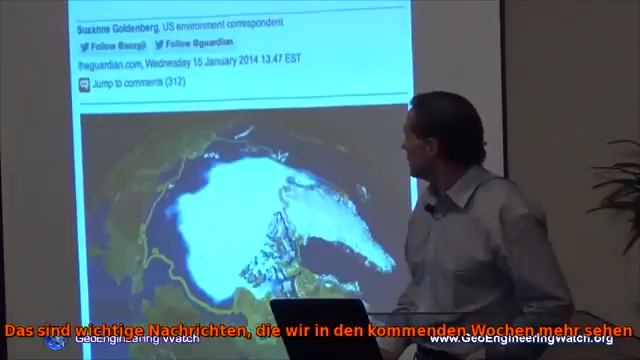 Suzanne Goldenberg, US environment correspondent
Follow @suzyji Follow @guardian
theguardian.com, Wednesday 15 January 2014 13.47 EST
Jump to comments (312)
Das sind wichtige Nachrichten, die wir in den kommenden Wochen mehr sehen
GeoEngineering Watch www.GeoEngineeringWatch.org